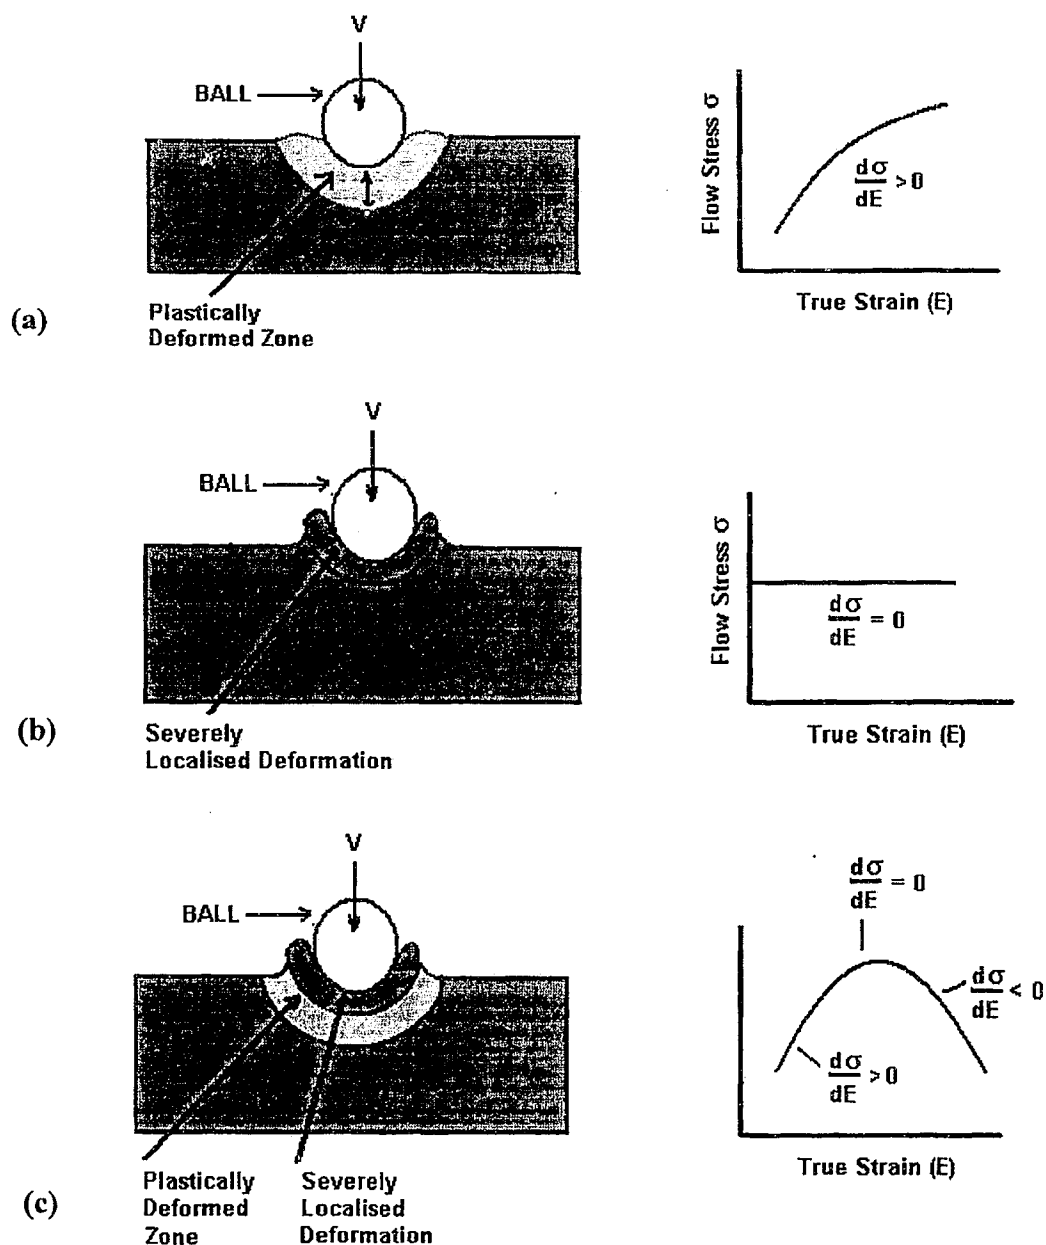 V
BALL
Flow Stress σ
dσ
dE
> 0
True Strain (E)
Plastically
Deformed Zone
(a)
V
BALL
Flow Stress σ
dσ
dE
= 0
True Strain (E)
Severely
Localised Deformation
(b)
V
BALL
dσ
dE
= 0
dσ
dE
< 0
dσ
dE
> 0
True Strain (E)
Plastically
Deformed
Zone
Severely
Localised
Deformation
(c)